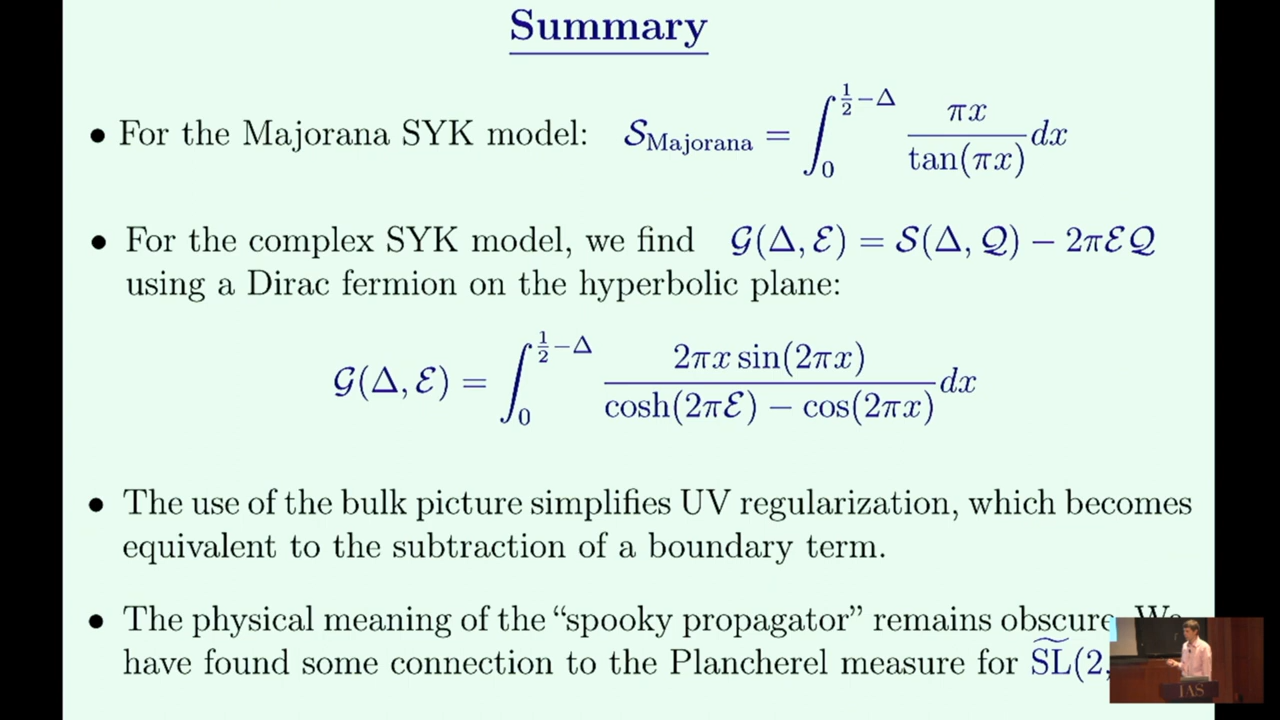 Summary
• For the Majorana SYK model: 𝒮_Majorana = ∫_0^{1/2−Δ} πx / tan(πx) dx
• For the complex SYK model, we find 𝒢(Δ, ℰ) = 𝒮(Δ, 𝒬) − 2πℰ𝒬
using a Dirac fermion on the hyperbolic plane:
𝒢(Δ, ℰ) = ∫_0^{1/2−Δ} 2πx sin(2πx) / (cosh(2πℰ) − cos(2πx)) dx
• The use of the bulk picture simplifies UV regularization, which becomes
equivalent to the subtraction of a boundary term.
• The physical meaning of the “spooky propagator” remains obscure.
have found some connection to the Plancherel measure for S͠L(2,
IAS